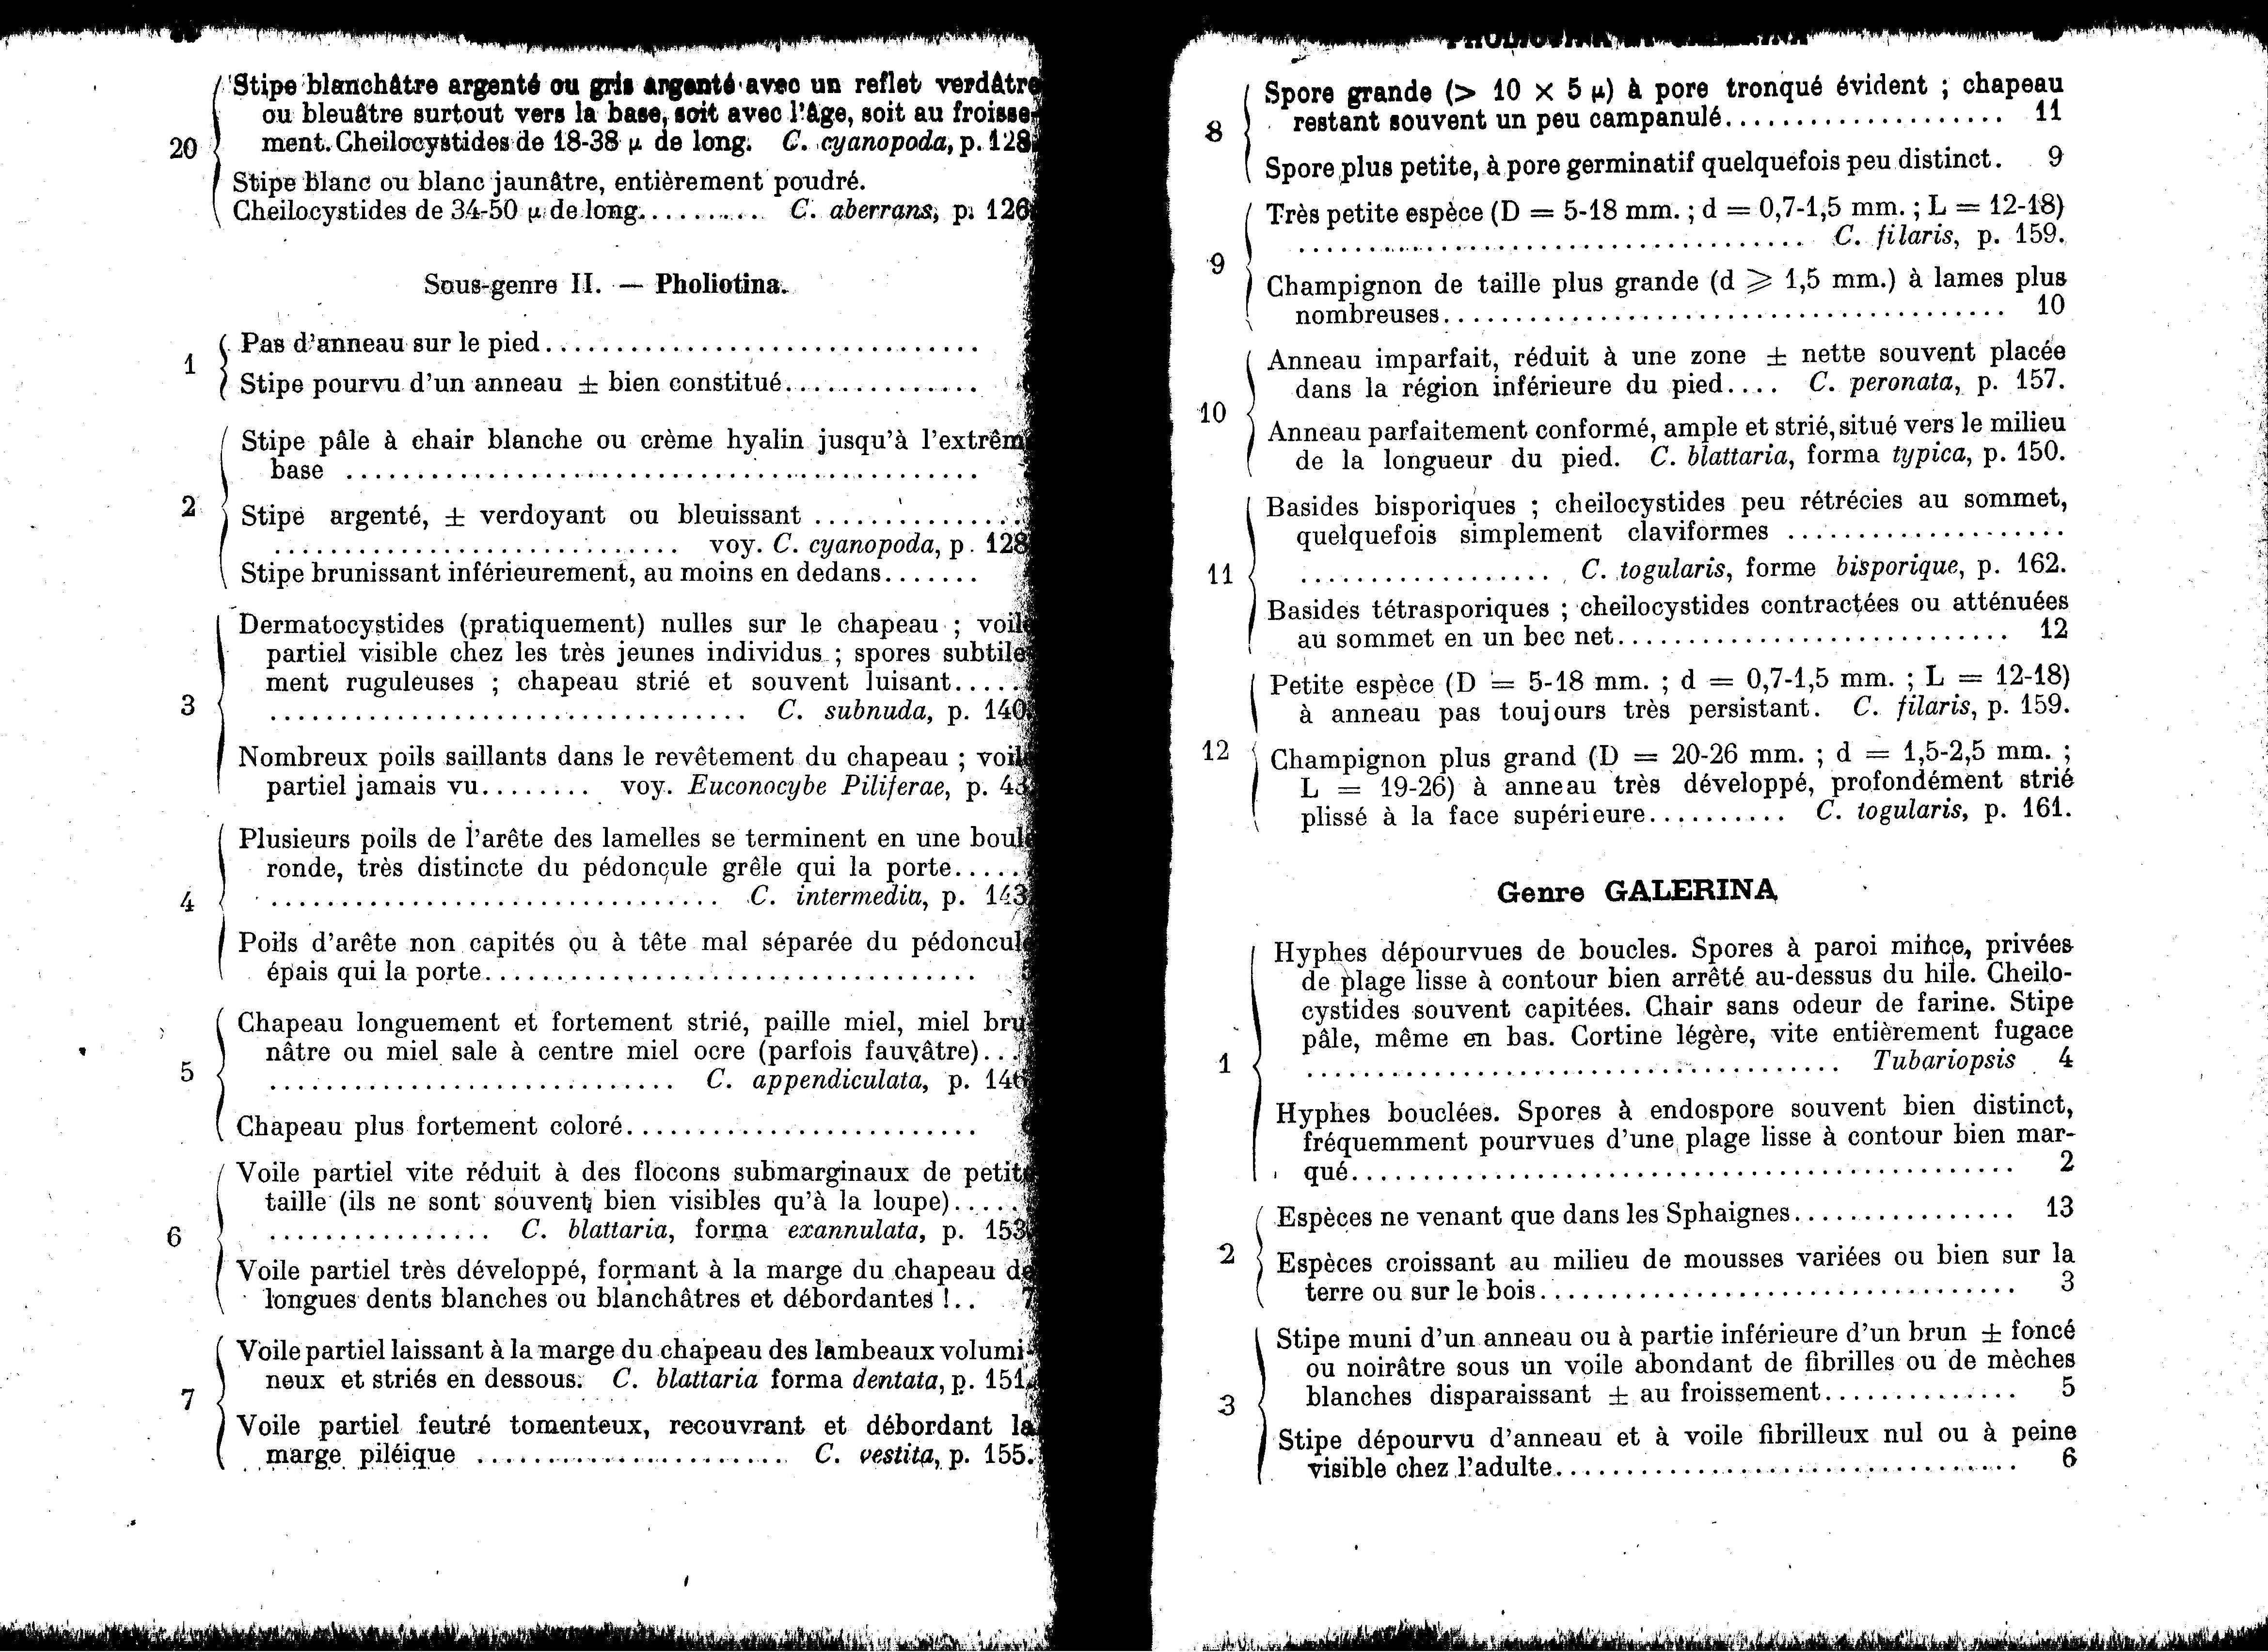 Stipe blanchâtre argenté ou gris argenté avec un reflet verdâtre
ou bleuâtre surtout vers la base, soit avec l'âge, soit au froisse-
20 ment. Cheilocystides de 18-38 μ de long. C. cyanopoda, p. 128.
Stipe blanc ou blanc jaunâtre, entièrement poudré.
Cheilocystides de 34-50 μ de long........... C. aberrans, p. 126
Sous-genre II. — Pholiotina.
1
Pas d'anneau sur le pied...............................
Stipe pourvu d'un anneau ± bien constitué..............
2
Stipe pâle à chair blanche ou crème hyalin jusqu'à l'extrême
base .............................................
Stipe argenté, ± verdoyant ou bleuissant ...............
............................. voy. C. cyanopoda, p. 128
Stipe brunissant inférieurement, au moins en dedans.......
3
Dermatocystides (pratiquement) nulles sur le chapeau ; voile
partiel visible chez les très jeunes individus ; spores subtile-
ment ruguleuses ; chapeau strié et souvent luisant.....
.................................. C. subnuda, p. 140
Nombreux poils saillants dans le revêtement du chapeau ; voile
partiel jamais vu........ voy. Euconocybe Piliferae, p. 43
4
Plusieurs poils de l'arête des lamelles se terminent en une boule
ronde, très distincte du pédonçule grêle qui la porte.....
................................ C. intermedia, p. 143
Poils d'arête non capités ou à tête mal séparée du pédoncule
épais qui la porte...................................
5
Chapeau longuement et fortement strié, paille miel, miel bru-
nâtre ou miel sale à centre miel ocre (parfois fauvâtre)...
............................. C. appendiculata, p. 146
Chapeau plus fortement coloré.........................
6
Voile partiel vite réduit à des flocons submarginaux de petite
taille (ils ne sont souvent bien visibles qu'à la loupe).....
................ C. blattaria, forma exannulata, p. 153
Voile partiel très développé, formant à la marge du chapeau de
longues dents blanches ou blanchâtres et débordantes !.. 7
7
Voile partiel laissant à la marge du chapeau des lambeaux volumi-
neux et striés en dessous. C. blattaria forma dentata, p. 151.
Voile partiel feutré tomenteux, recouvrant et débordant la
marge piléique ...................... C. vestita, p. 155.
8
Spore grande (> 10 × 5 μ) à pore tronqué évident ; chapeau
restant souvent un peu campanulé.................... 11
Spore plus petite, à pore germinatif quelquefois peu distinct. 9
9
Très petite espèce (D = 5-18 mm. ; d = 0,7-1,5 mm. ; L = 12-18)
.................................... C. filaris, p. 159.
Champignon de taille plus grande (d ⩾ 1,5 mm.) à lames plus
nombreuses........................................ 10
10
Anneau imparfait, réduit à une zone ± nette souvent placée
dans la région inférieure du pied.... C. peronata, p. 157.
Anneau parfaitement conformé, ample et strié, situé vers le milieu
de la longueur du pied. C. blattaria, forma typica, p. 150.
11
Basides bisporiques ; cheilocystides peu rétrécies au sommet,
quelquefois simplement claviformes ....................
.................. C. togularis, forme bisporique, p. 162.
Basides tétrasporiques ; cheilocystides contractées ou atténuées
au sommet en un bec net............................ 12
12
Petite espèce (D = 5-18 mm. ; d = 0,7-1,5 mm. ; L = 12-18)
à anneau pas toujours très persistant. C. filaris, p. 159.
Champignon plus grand (D = 20-26 mm. ; d = 1,5-2,5 mm. ;
L = 19-26) à anneau très développé, profondément strié
plissé à la face supérieure.......... C. togularis, p. 161.
Genre GALERINA
1
Hyphes dépourvues de boucles. Spores à paroi mince, privées
de plage lisse à contour bien arrêté au-dessus du hile. Cheilo-
cystides souvent capitées. Chair sans odeur de farine. Stipe
pâle, même en bas. Cortine légère, vite entièrement fugace
...................................... Tubariopsis 4
Hyphes bouclées. Spores à endospore souvent bien distinct,
fréquemment pourvues d'une plage lisse à contour bien mar-
qué............................................... 2
2
Espèces ne venant que dans les Sphaignes................ 13
Espèces croissant au milieu de mousses variées ou bien sur la
terre ou sur le bois.................................. 3
3
Stipe muni d'un anneau ou à partie inférieure d'un brun ± foncé
ou noirâtre sous un voile abondant de fibrilles ou de mèches
blanches disparaissant ± au froissement.............. 5
Stipe dépourvu d'anneau et à voile fibrilleux nul ou à peine
visible chez l'adulte................................. 6